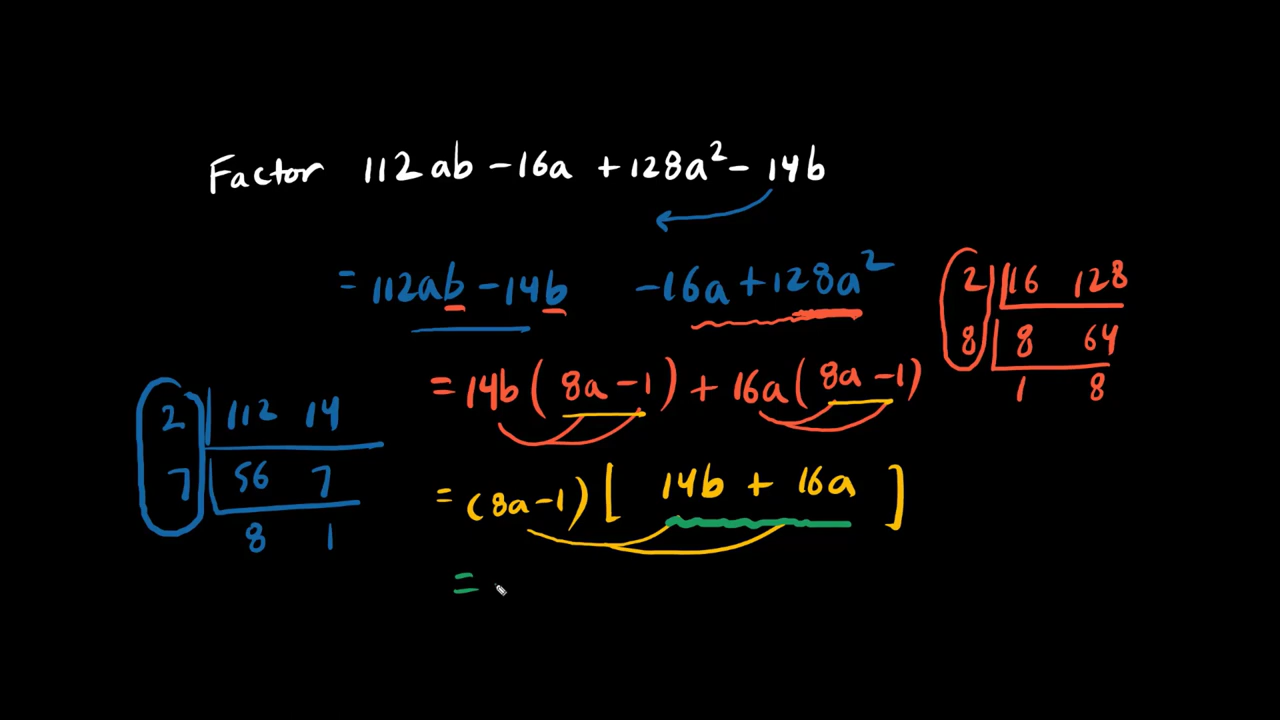 Factor 112ab - 16a + 128a² - 14b
= 112ab - 14b - 16a + 128a²
2 16 128
8 8 64
1 8
= 14b ( 8a - 1 ) + 16a ( 8a - 1 )
2 112 14
7 56 7
8 1
= ( 8a - 1 ) [ 14b + 16a ]
=